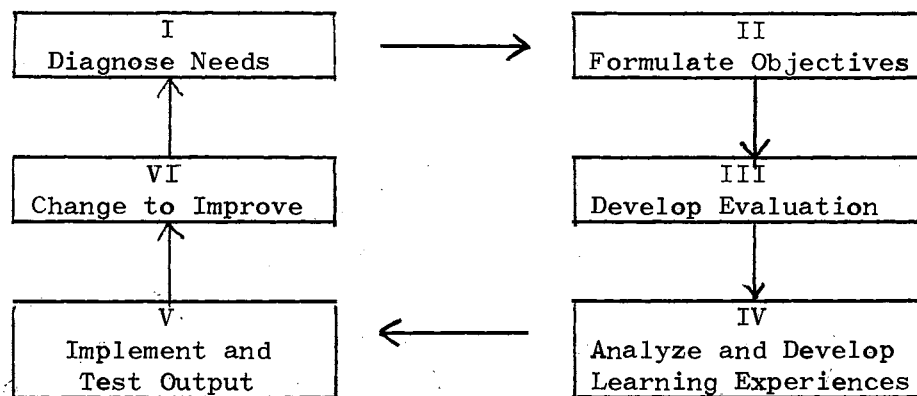 I
Diagnose Needs
II
Formulate Objectives
III
Develop Evaluation
IV
Analyze and Develop
Learning Experiences
V
Implement and
Test Output
VI
Change to Improve